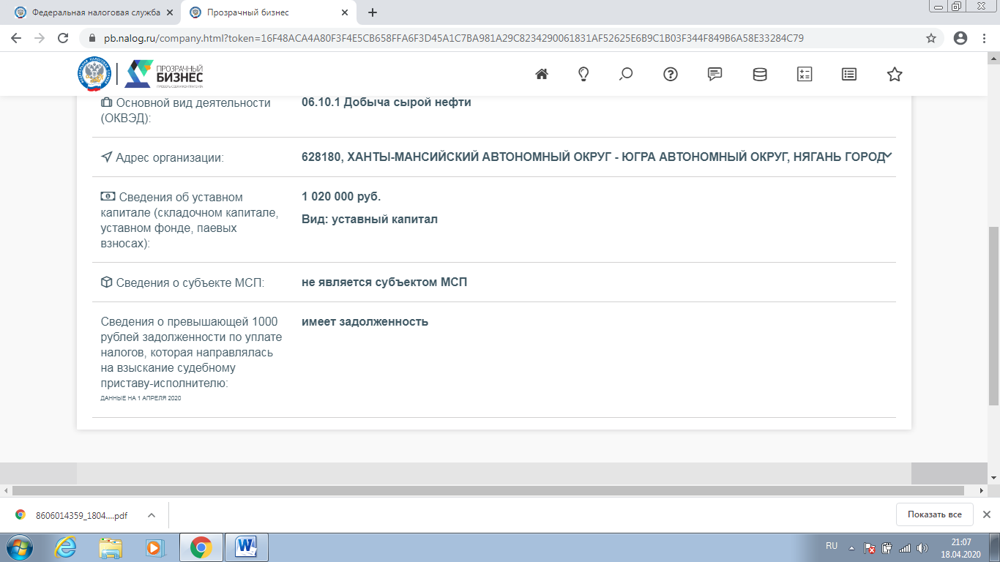 Федеральная налоговая служба
Прозрачный бизнес
pb.nalog.ru/company.html?token=16F48ACA4A80F3F4E5CB658FFA6F3D45A1C7BA981A29C8234290061831AF52625E6B9C1B03F344F849B6A58E33284C79
ПРОЗРАЧНЫЙ
БИЗНЕС
Основной вид деятельности
(ОКВЭД):
06.10.1 Добыча сырой нефти
Адрес организации:
628180, ХАНТЫ-МАНСИЙСКИЙ АВТОНОМНЫЙ ОКРУГ - ЮГРА АВТОНОМНЫЙ ОКРУГ, НЯГАНЬ ГОРОД
Сведения об уставном
капитале (складочном капитале,
уставном фонде, паевых
взносах):
1 020 000 руб.
Вид: уставный капитал
Сведения о субъекте МСП:
не является субъектом МСП
Сведения о превышающей 1000
рублей задолженности по уплате
налогов, которая направлялась
на взыскание судебному
приставу-исполнителю:
ДАННЫЕ НА 1 АПРЕЛЯ 2020
имеет задолженность
8606014359_1804....pdf
Показать все
RU
21:07
18.04.2020